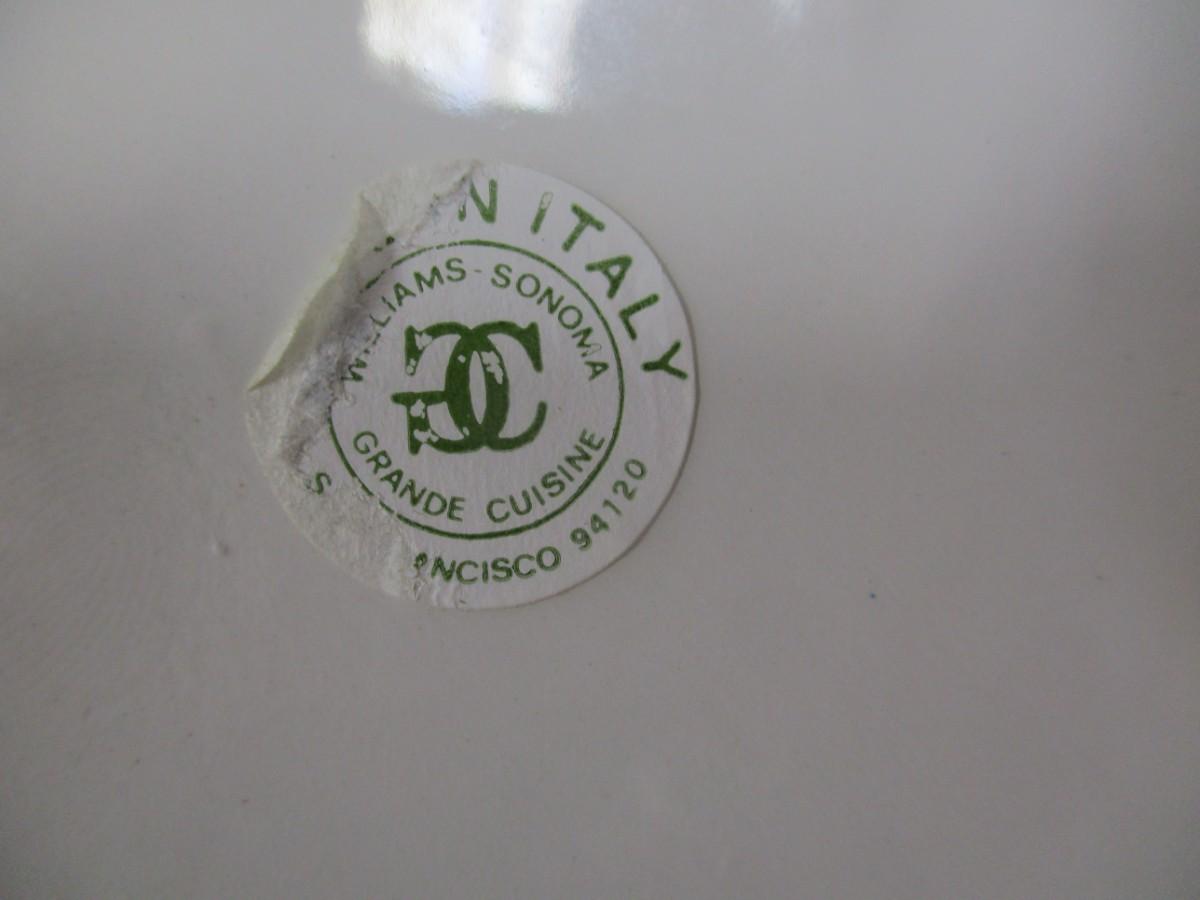 N ITALY
WILLIAMS-SONOMA
GC
GRANDE CUISINE
S NCISCO 94120